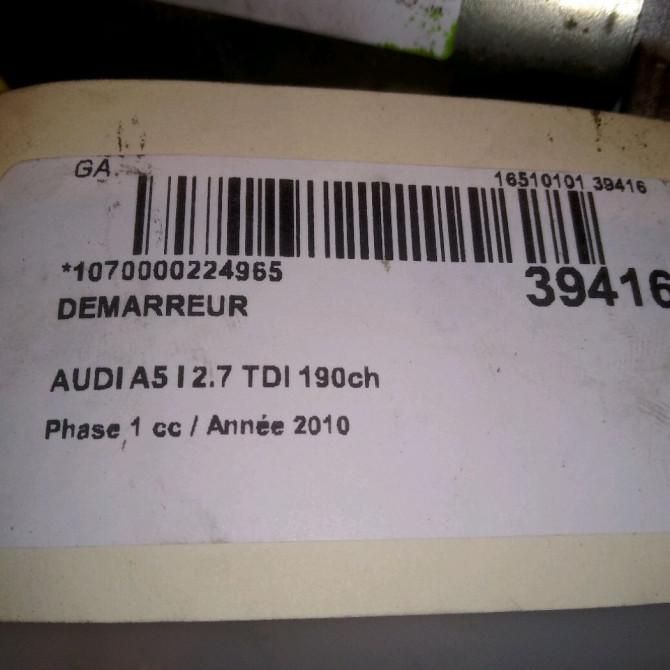 GA.
16510101 39416
*1070000224965
39416
DEMARREUR
AUDI A5 I 2.7 TDI 190ch
Phase 1 cc / Année 2010